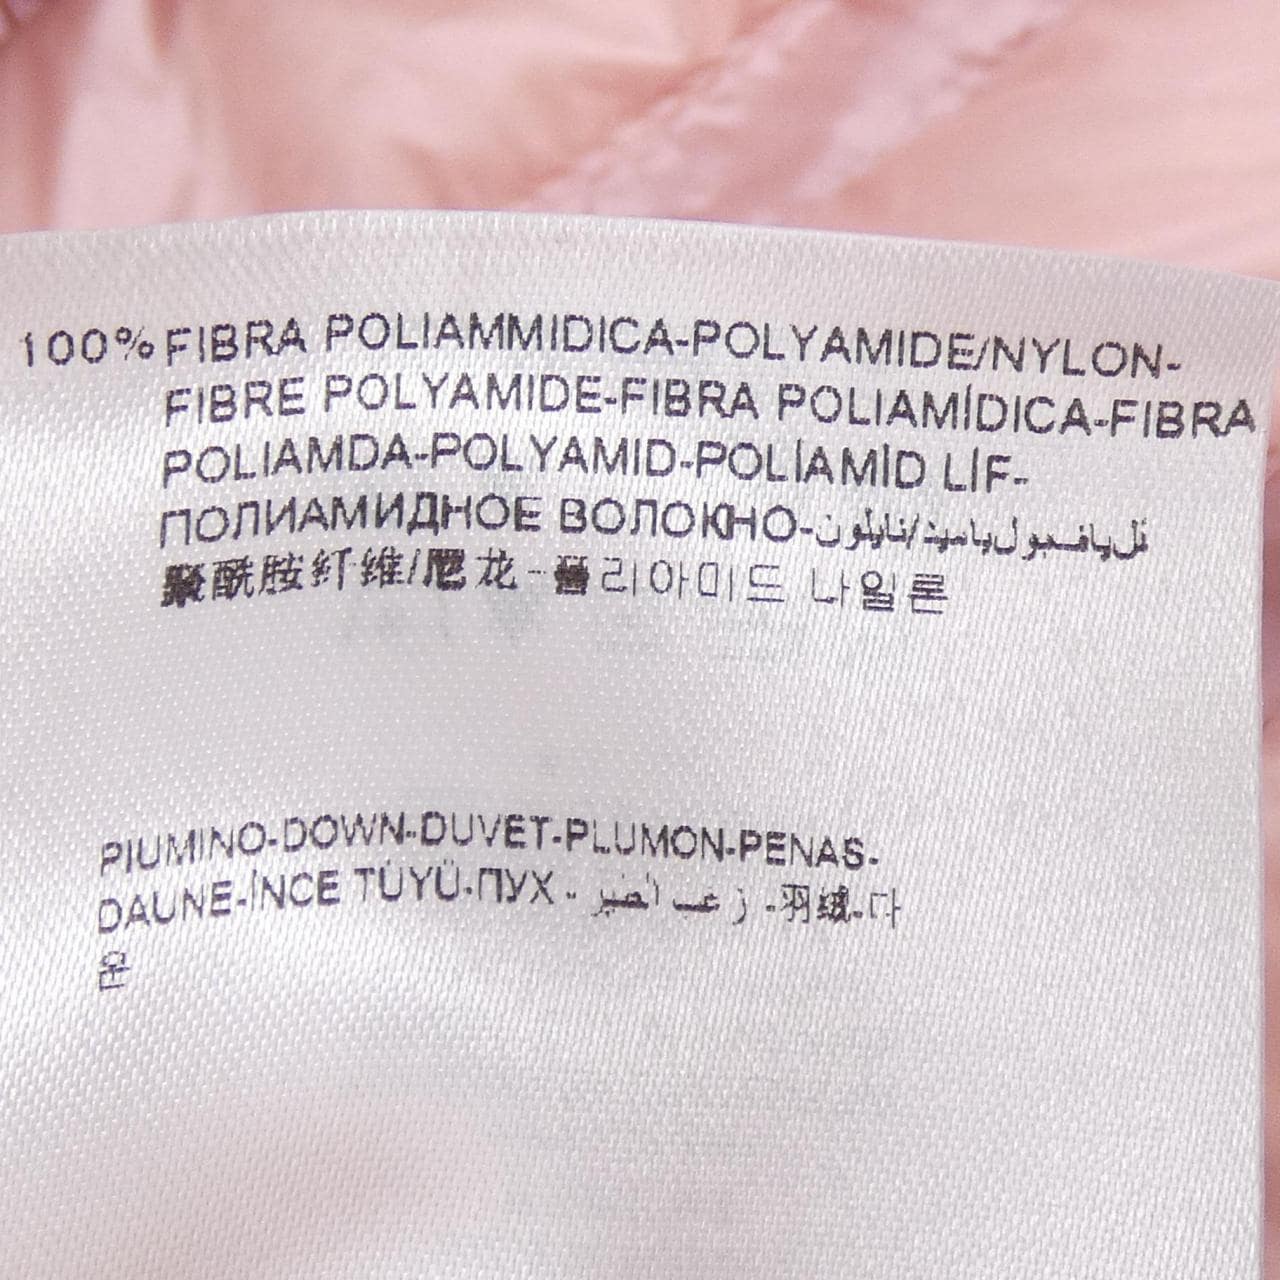 100% FIBRA POLIAMMIDICA-POLYAMIDE/NYLON-
FIBRE POLYAMIDE-FIBRA POLIAMÍDICA-FIBRA
POLIAMDA-POLYAMID-POLİAMİD LİF-
ПОЛИАМИДНОЕ ВОЛОКНО-نايلون/
聚酰胺纤维/尼龙-폴리아미드 나일론
PIUMINO-DOWN-DUVET-PLUMON-PENAS-
DAUNE-İNCE TÜYÜ-ПУХ - -羽绒-다
운